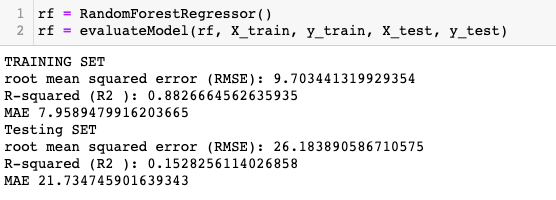 1 rf = RandomForestRegressor()
2 rf = evaluateModel(rf, X_train, y_train, X_test, y_test)
TRAINING SET
root mean squared error (RMSE): 9.703441319929354
R-squared (R2 ): 0.8826664562635935
MAE 7.9589479916203665
Testing SET
root mean squared error (RMSE): 26.183890586710575
R-squared (R2 ): 0.1528256114026858
MAE 21.734745901639343